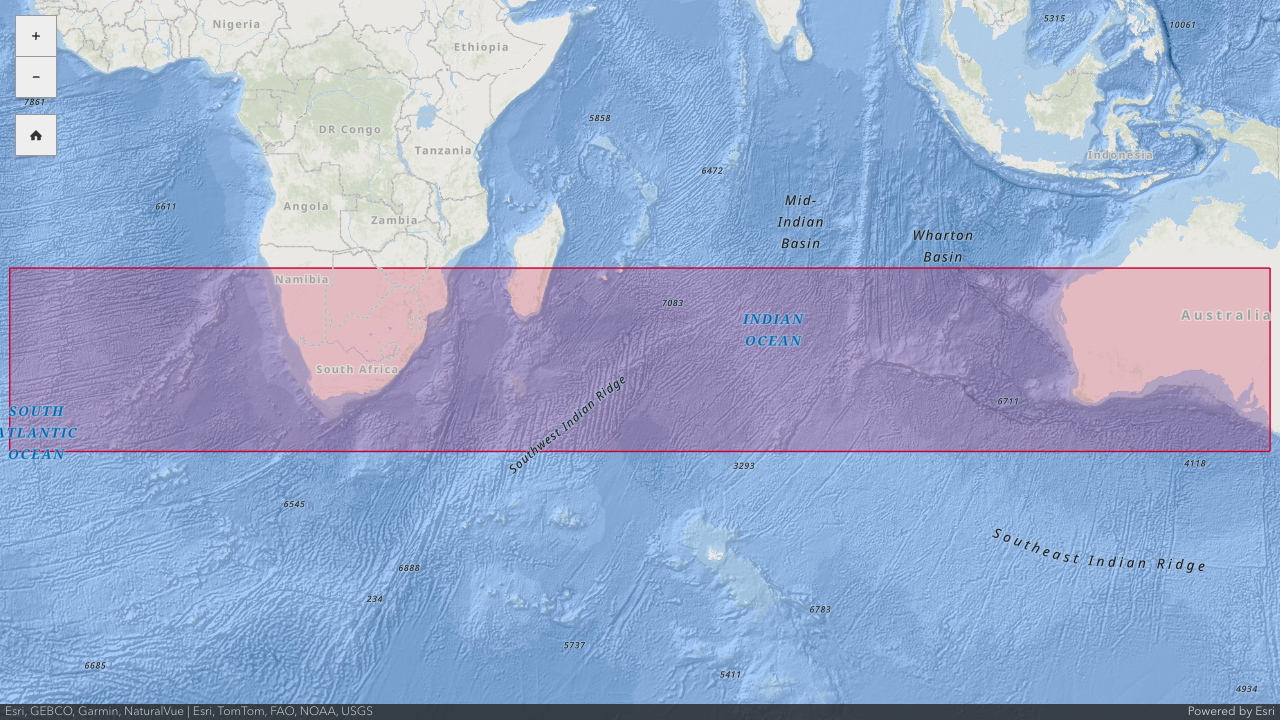 +
−
Nigeria
Ethiopia
5315
10061
7861
5858
DR Congo
Tanzania
Indonesia
6472
6611
Angola
Zambia
Mid-
Indian
Basin
Wharton
Basin
Namibia
7083
INDIAN
OCEAN
Australia
South Africa
Southwest Indian Ridge
6711
SOUTH
ATLANTIC
OCEAN
3293
4118
6545
Southeast Indian Ridge
6888
234
6783
5737
6685
5411
4934
Esri, GEBCO, Garmin, NaturalVue | Esri, TomTom, FAO, NOAA, USGS
Powered by Esri